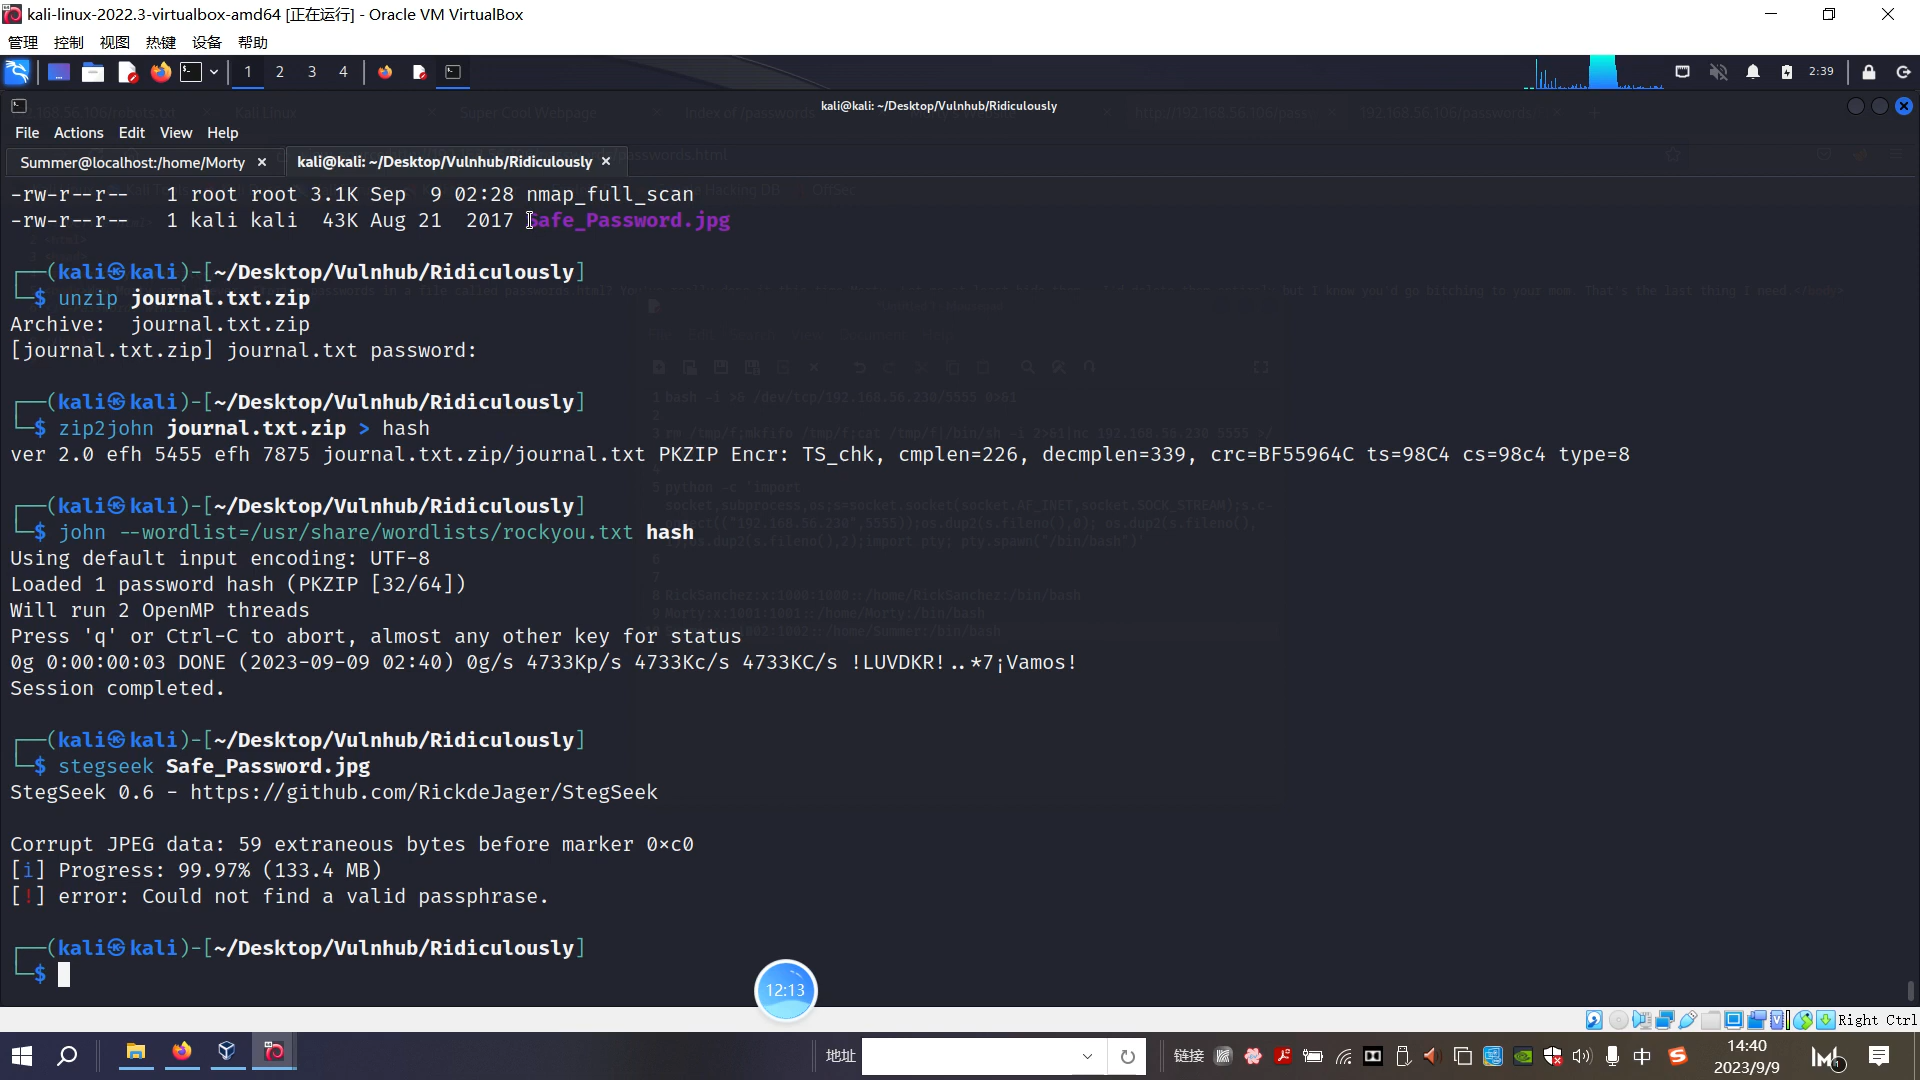 kali-linux-2022.3-virtualbox-amd64 [正在运行] - Oracle VM VirtualBox
管理 控制 视图 热键 设备 帮助
1 2 3 4 2:39
kali@kali: ~/Desktop/Vulnhub/Ridiculously
File Actions Edit View Help
Summer@localhost:/home/Morty kali@kali: ~/Desktop/Vulnhub/Ridiculously
-rw-r--r-- 1 root root 3.1K Sep 9 02:28 nmap_full_scan
-rw-r--r-- 1 kali kali 43K Aug 21 2017 Safe_Password.jpg
┌──(kali㉿kali)-[~/Desktop/Vulnhub/Ridiculously]
└─$ unzip journal.txt.zip
Archive: journal.txt.zip
[journal.txt.zip] journal.txt password:
┌──(kali㉿kali)-[~/Desktop/Vulnhub/Ridiculously]
└─$ zip2john journal.txt.zip > hash
ver 2.0 efh 5455 efh 7875 journal.txt.zip/journal.txt PKZIP Encr: TS_chk, cmplen=226, decmplen=339, crc=BF55964C ts=98C4 cs=98c4 type=8
┌──(kali㉿kali)-[~/Desktop/Vulnhub/Ridiculously]
└─$ john --wordlist=/usr/share/wordlists/rockyou.txt hash
Using default input encoding: UTF-8
Loaded 1 password hash (PKZIP [32/64])
Will run 2 OpenMP threads
Press 'q' or Ctrl-C to abort, almost any other key for status
0g 0:00:00:03 DONE (2023-09-09 02:40) 0g/s 4733Kp/s 4733Kc/s 4733KC/s !LUVDKR!..*7¡Vamos!
Session completed.
┌──(kali㉿kali)-[~/Desktop/Vulnhub/Ridiculously]
└─$ stegseek Safe_Password.jpg
StegSeek 0.6 - https://github.com/RickdeJager/StegSeek
Corrupt JPEG data: 59 extraneous bytes before marker 0xc0
[i] Progress: 99.97% (133.4 MB)
[!] error: Could not find a valid passphrase.
┌──(kali㉿kali)-[~/Desktop/Vulnhub/Ridiculously]
└─$
12:13
Right Ctrl
地址 链接 中 14:40
2023/9/9